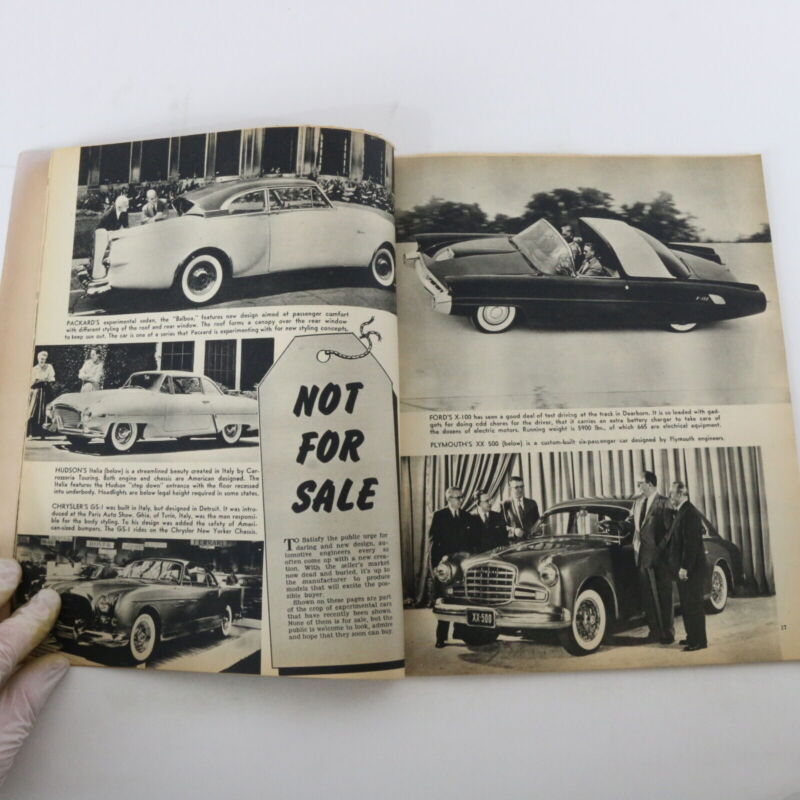 PACKARD'S experimental sedan, the "Balboa," features new design aimed at passenger comfort
with different styling of the roof and rear window. The roof forms a canopy over the rear window
to keep sun out. The car is one of a series that Packard is experimenting with for new styling concepts.
HUDSON'S Italia (below) is a streamlined beauty created in Italy by Car-
rozzeria Touring. Both engine and chassis are American designed. The
Italia features the Hudson "step down" entrance with the floor recessed
into underbody. Headlights are below legal height required in some states.
CHRYSLER'S GS-1 was built in Italy, but designed in Detroit. It was intro-
duced at the Paris Auto Show. Ghia, of Turin, Italy, was the man responsi-
ble for the body styling. To his design was added the safety of Ameri-
can-sized bumpers. The GS-1 rides on the Chrysler New Yorker Chassis.
NOT
FOR
SALE
To Satisfy the public urge for
daring and new design, au-
tomotive engineers every so
often come up with a new crea-
tion. With the seller's market
now dead and buried, it's up to
the manufacturer to produce
models that will excite the pos-
sible buyer.
Shown on these pages are part
of the crop of experimental cars
that have recently been shown.
None of them is for sale, but the
public is welcome to look, admire
and hope that they soon can buy.
X-100
FORD'S X-100 has seen a good deal of test driving at the track in Dearborn. It is so loaded with gad-
gets for doing odd chores for the driver, that it carries an extra battery charger to take care of
the dozens of electric motors. Running weight is 5900 lbs., of which 665 are electrical equipment.
PLYMOUTH'S XX 500 (below) is a custom-built six-passenger car designed by Plymouth engineers.
XX-500
17